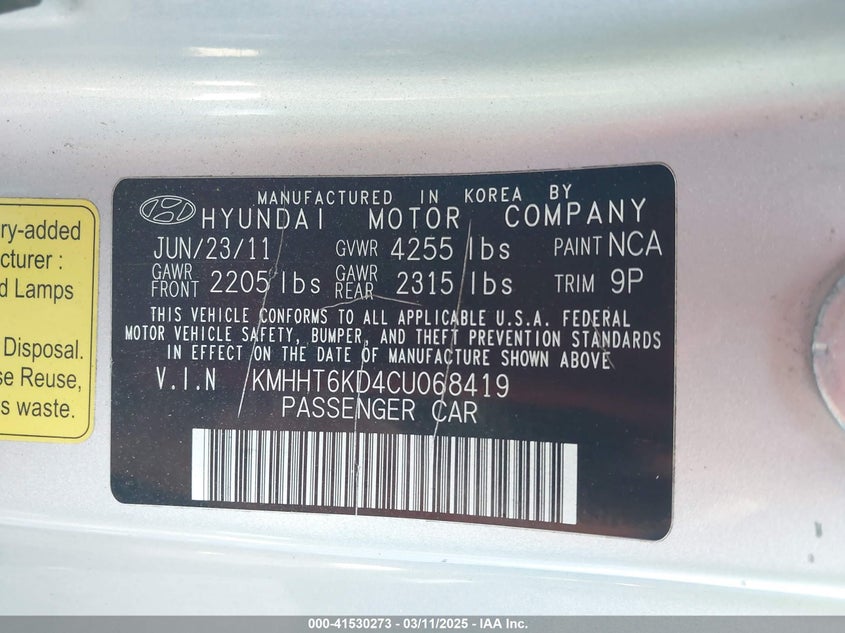 ry-added
cturer :
d Lamps
Disposal.
se Reuse,
s waste.
MANUFACTURED IN KOREA BY
HYUNDAI MOTOR COMPANY
JUN/23/11 GVWR 4255 lbs PAINT NCA
GAWR FRONT 2205 lbs GAWR REAR 2315 lbs TRIM 9P
THIS VEHICLE CONFORMS TO ALL APPLICABLE U.S.A. FEDERAL
MOTOR VEHICLE SAFETY, BUMPER, AND THEFT PREVENTION STANDARDS
IN EFFECT ON THE DATE OF MANUFACTURE SHOWN ABOVE
V.I.N KMHHT6KD4CU068419
PASSENGER CAR
000-41530273 - 03/11/2025 - IAA Inc.